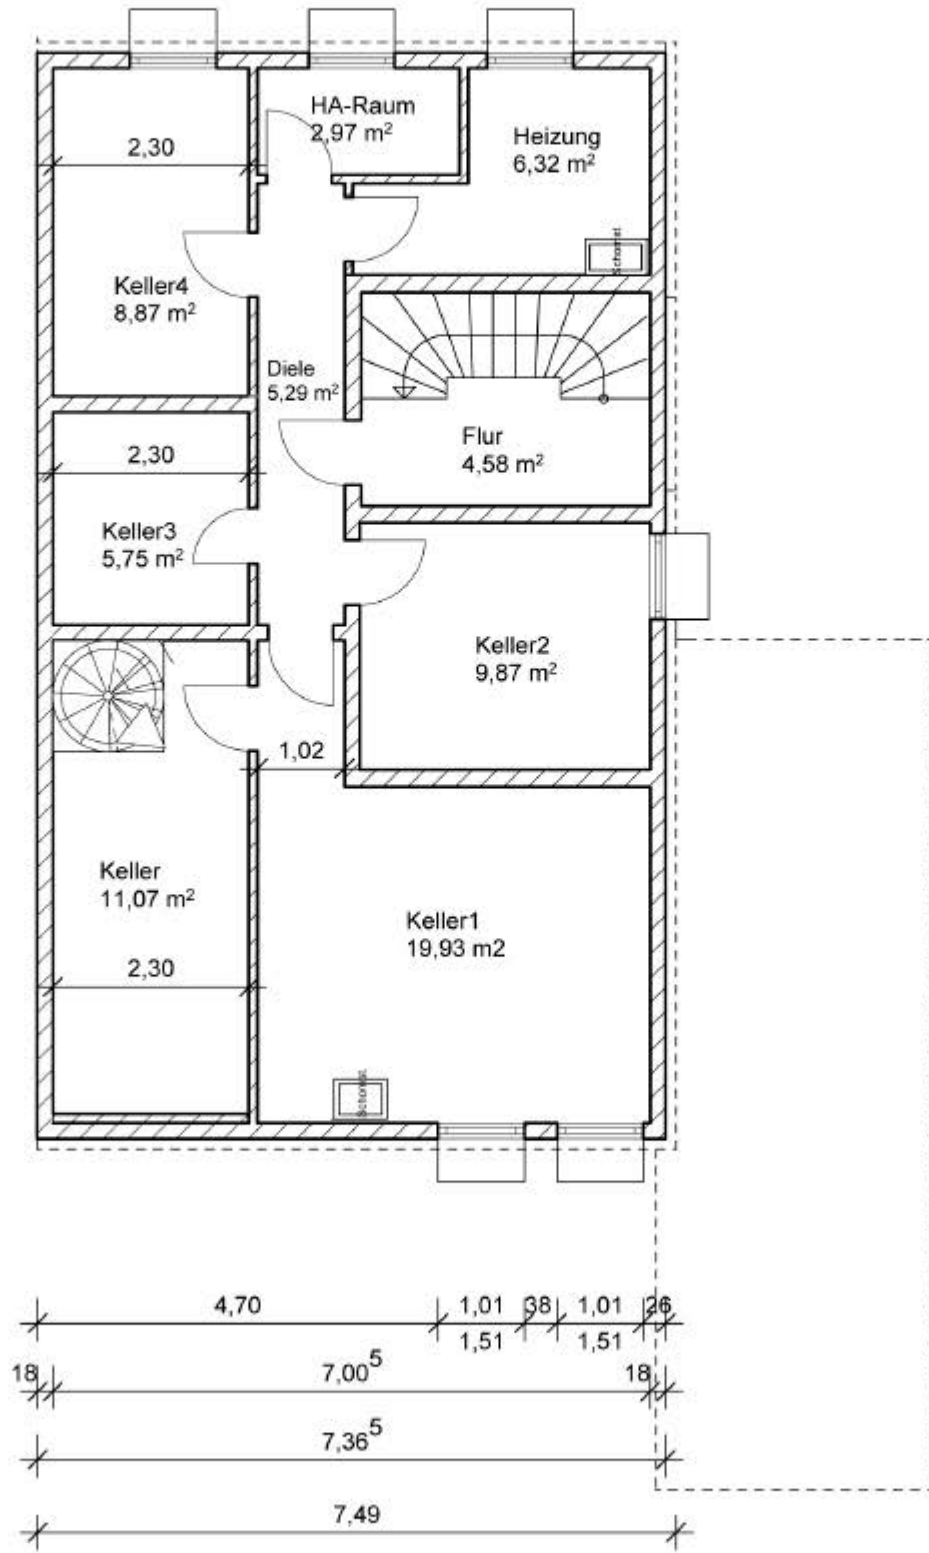 HA-Raum
2,97 m²
Heizung
6,32 m²
2,30
Schornst.
Keller4
8,87 m²
Diele
5,29 m²
Flur
4,58 m²
2,30
Keller3
5,75 m²
Keller2
9,87 m²
1,02
Keller
11,07 m²
Keller1
19,93 m2
2,30
Schornst.
4,70 1,01 38 1,01 26
1,51 1,51
18 7,00⁵ 18
7,36⁵
7,49